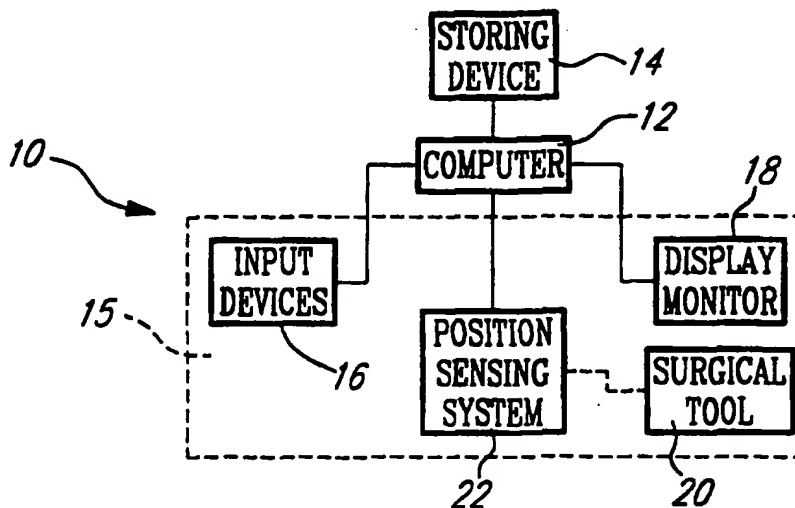 STORING
DEVICE
14
12
COMPUTER
10
18
INPUT
DEVICES
DISPLAY
MONITOR
15
16
POSITION
SENSING
SYSTEM
SURGICAL
TOOL
22
20